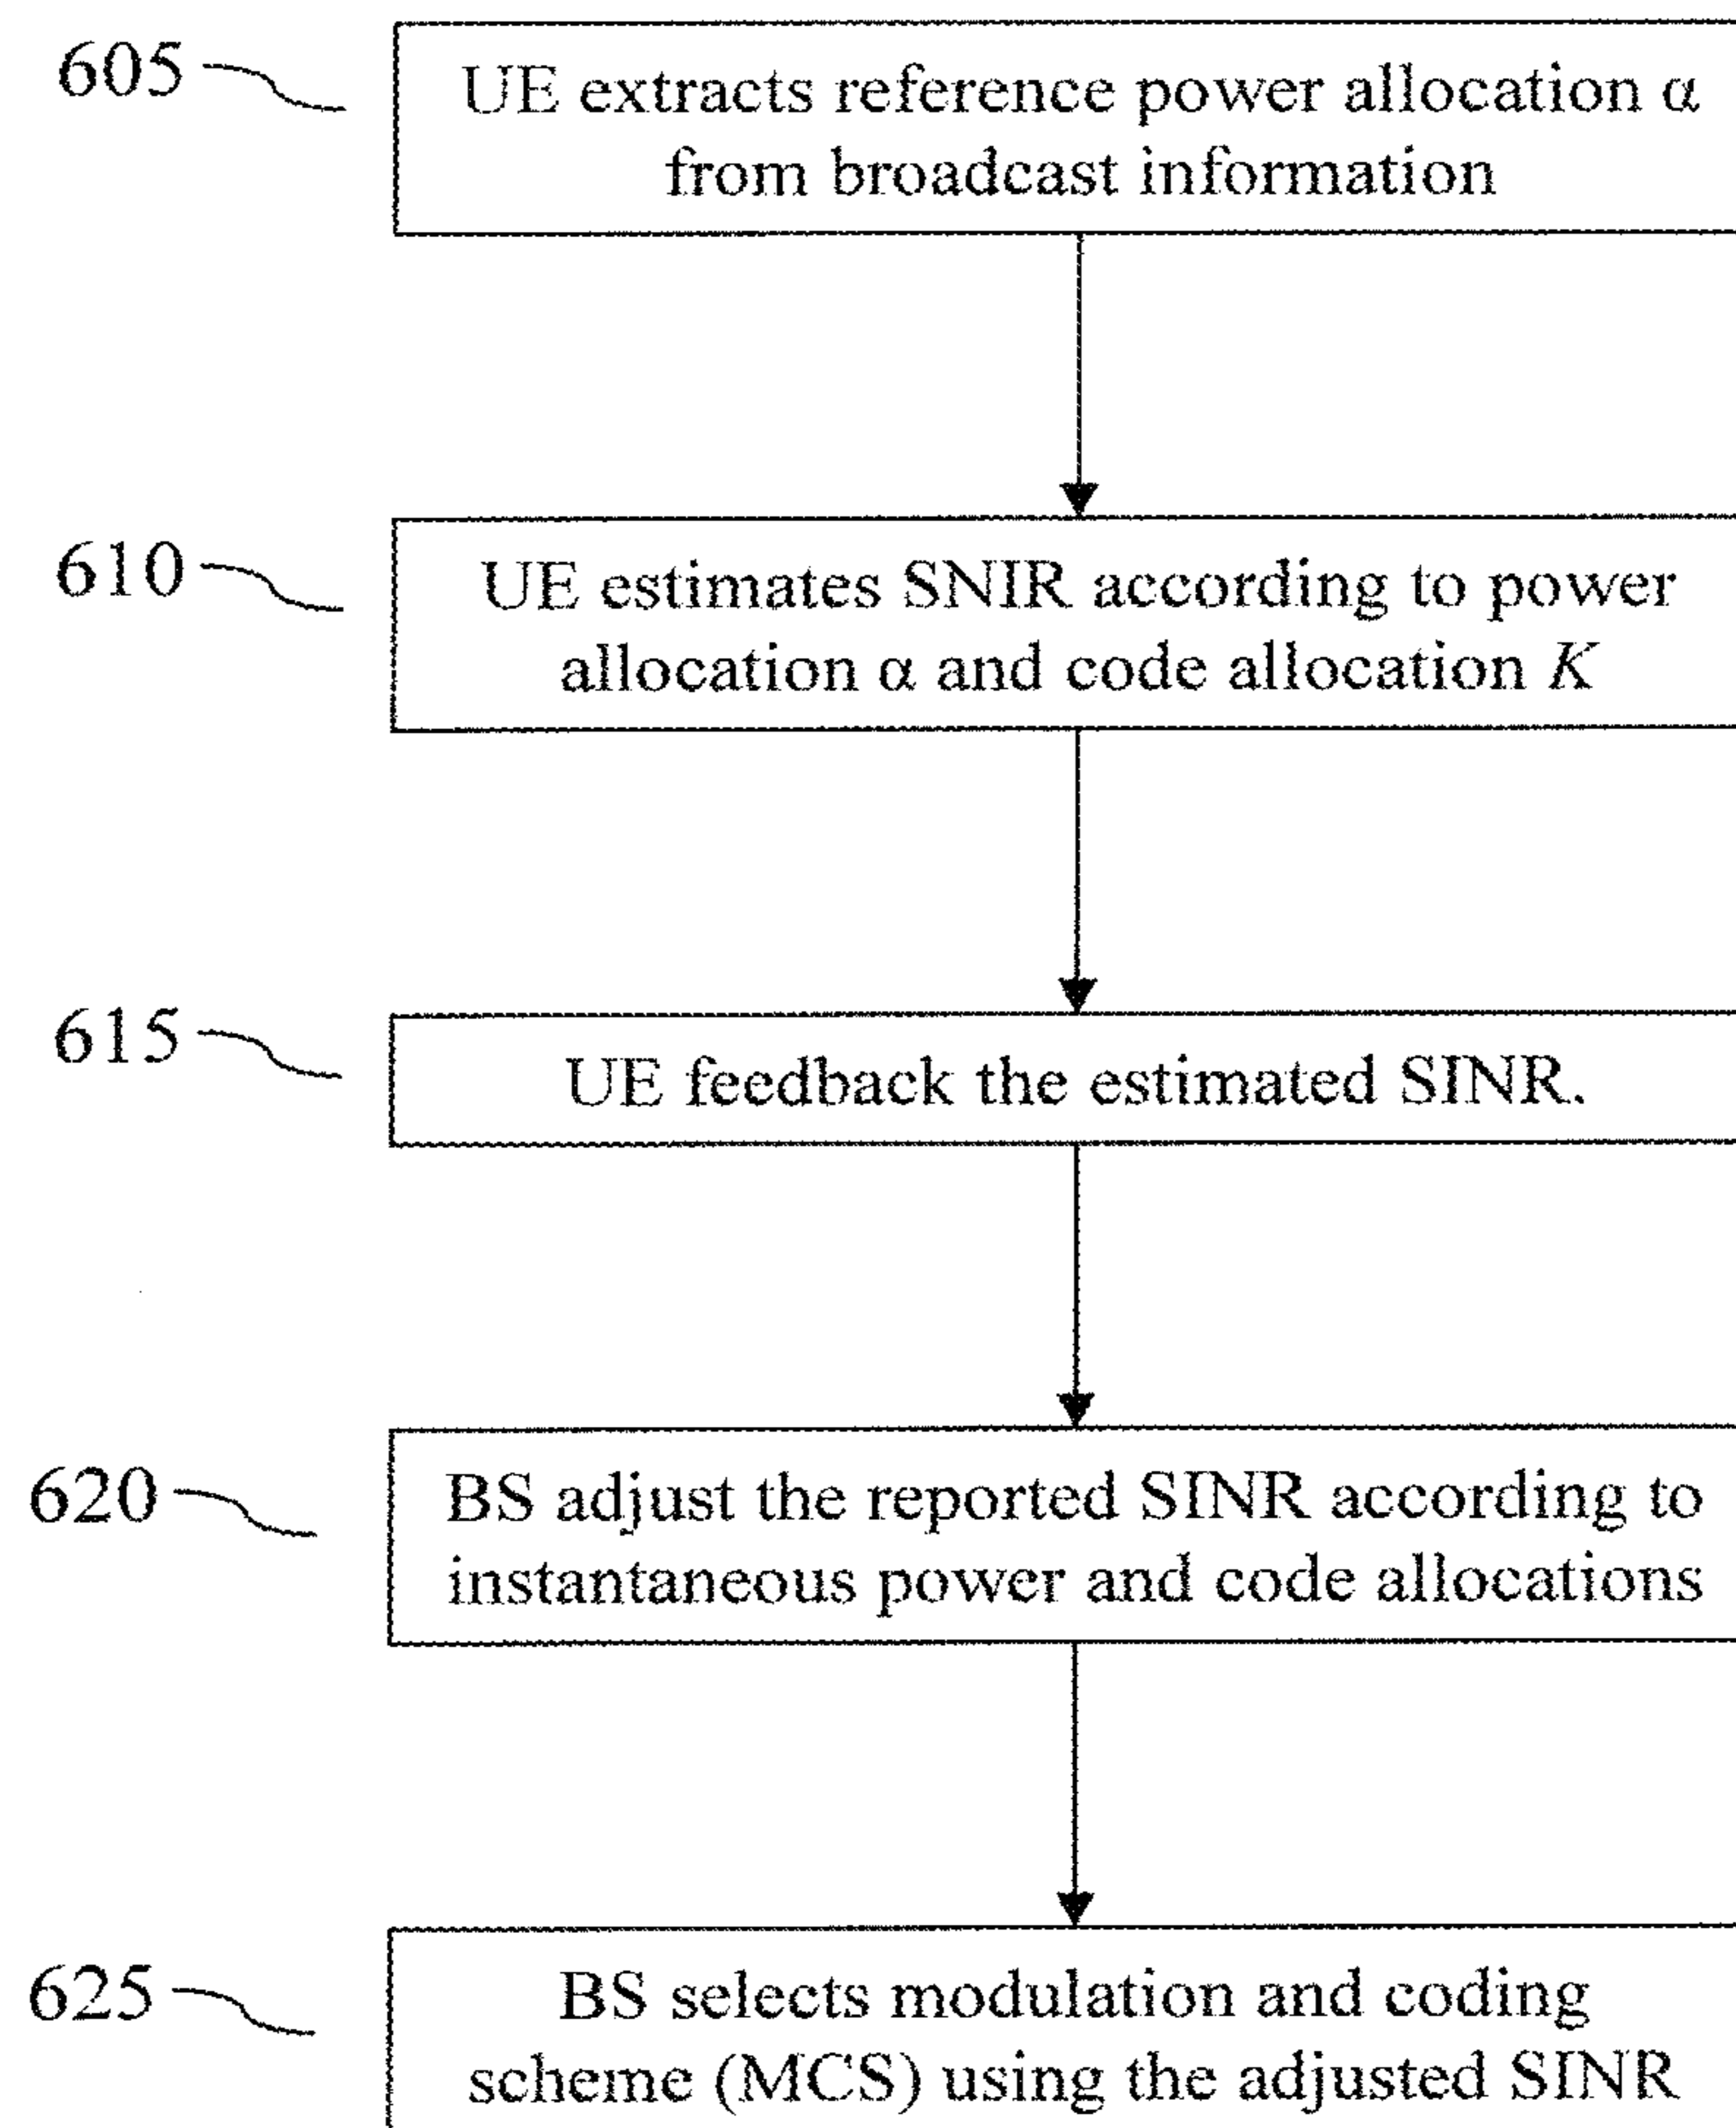 605
UE extracts reference power allocation α
from broadcast information
610
UE estimates SNIR according to power
allocation α and code allocation K
615
UE feedback the estimated SINR.
620
BS adjust the reported SINR according to
instantaneous power and code allocations
625
BS selects modulation and coding
scheme (MCS) using the adjusted SINR